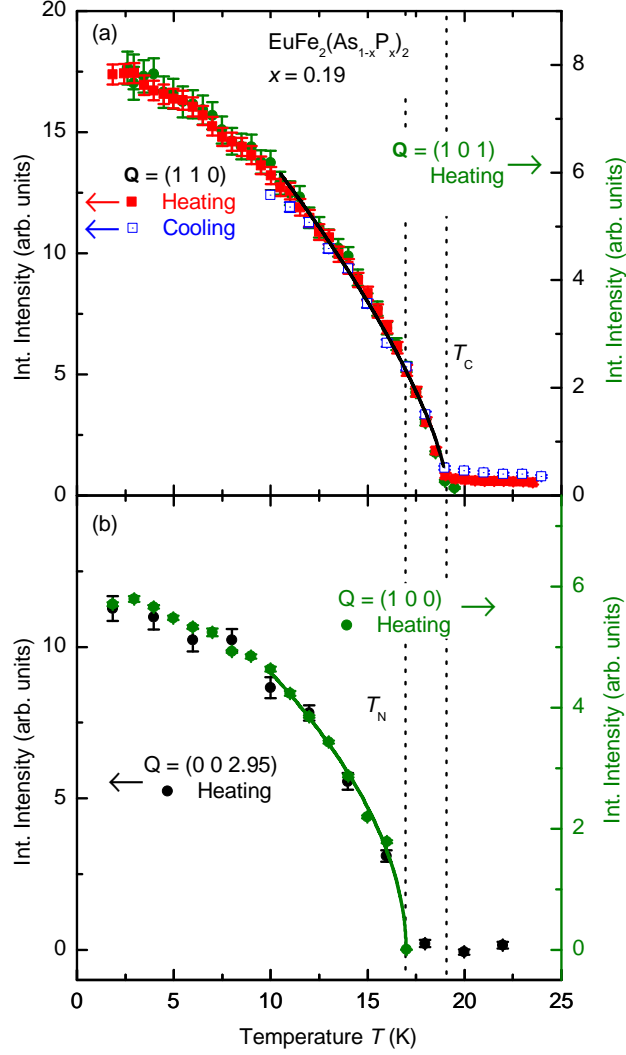 (a)
EuFe2(As1-xPx)2
x = 0.19
Q = (1 0 1)
Heating
Q = (1 1 0)
Heating
Cooling
TC
Int. Intensity (arb. units)
20
15
10
5
0
Int. Intensity (arb. units)
8
6
4
2
0
(b)
Q = (1 0 0)
Heating
TN
Q = (0 0 2.95)
Heating
Int. Intensity (arb. units)
10
5
0
Int. Intensity (arb. units)
6
4
2
0
0 5 10 15 20 25
Temperature T (K)